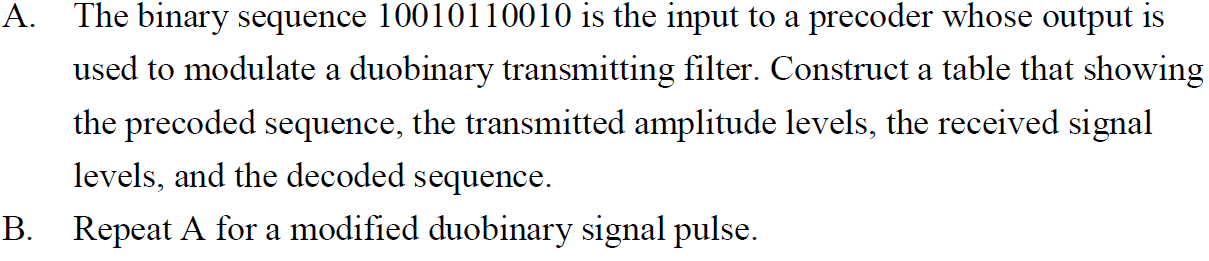 A. The binary sequence 10010110010 is the input to a precoder whose output is
used to modulate a duobinary transmitting filter. Construct a table that showing
the precoded sequence, the transmitted amplitude levels, the received signal
levels, and the decoded sequence.
B. Repeat A for a modified duobinary signal pulse.